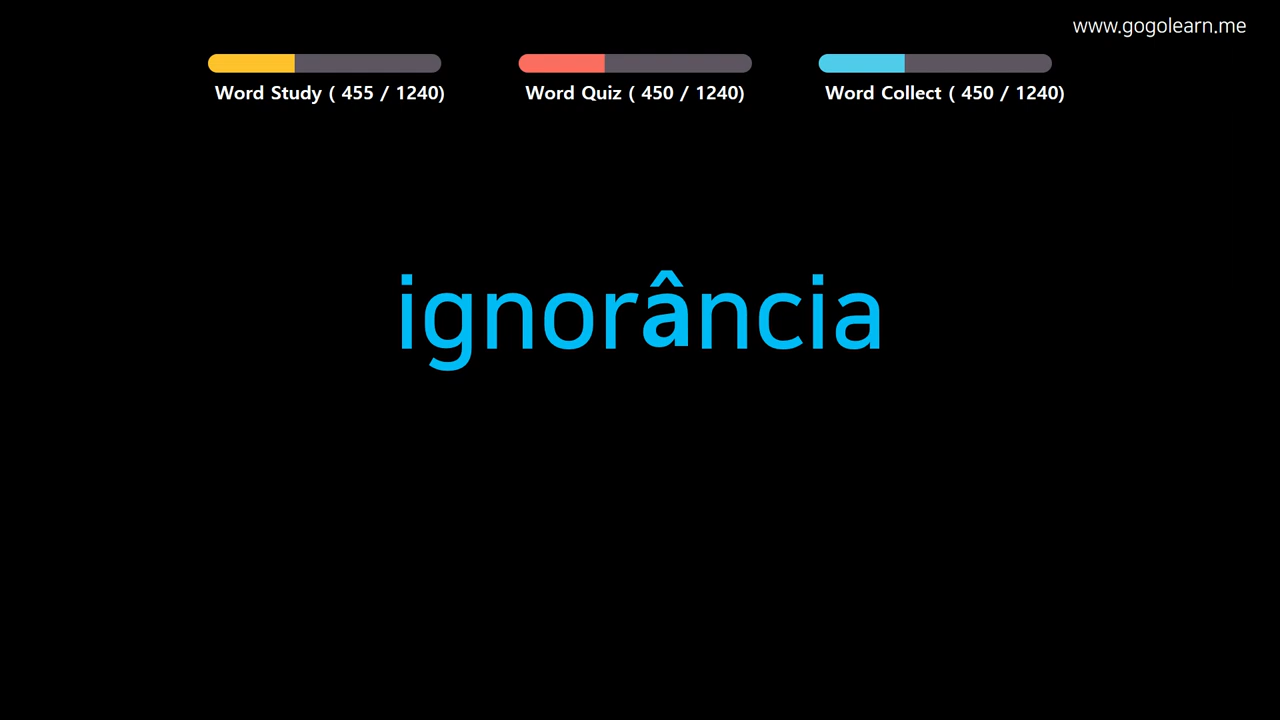 www.gogolearn.me
Word Study ( 455 / 1240)
Word Quiz ( 450 / 1240)
Word Collect ( 450 / 1240)
ignorância